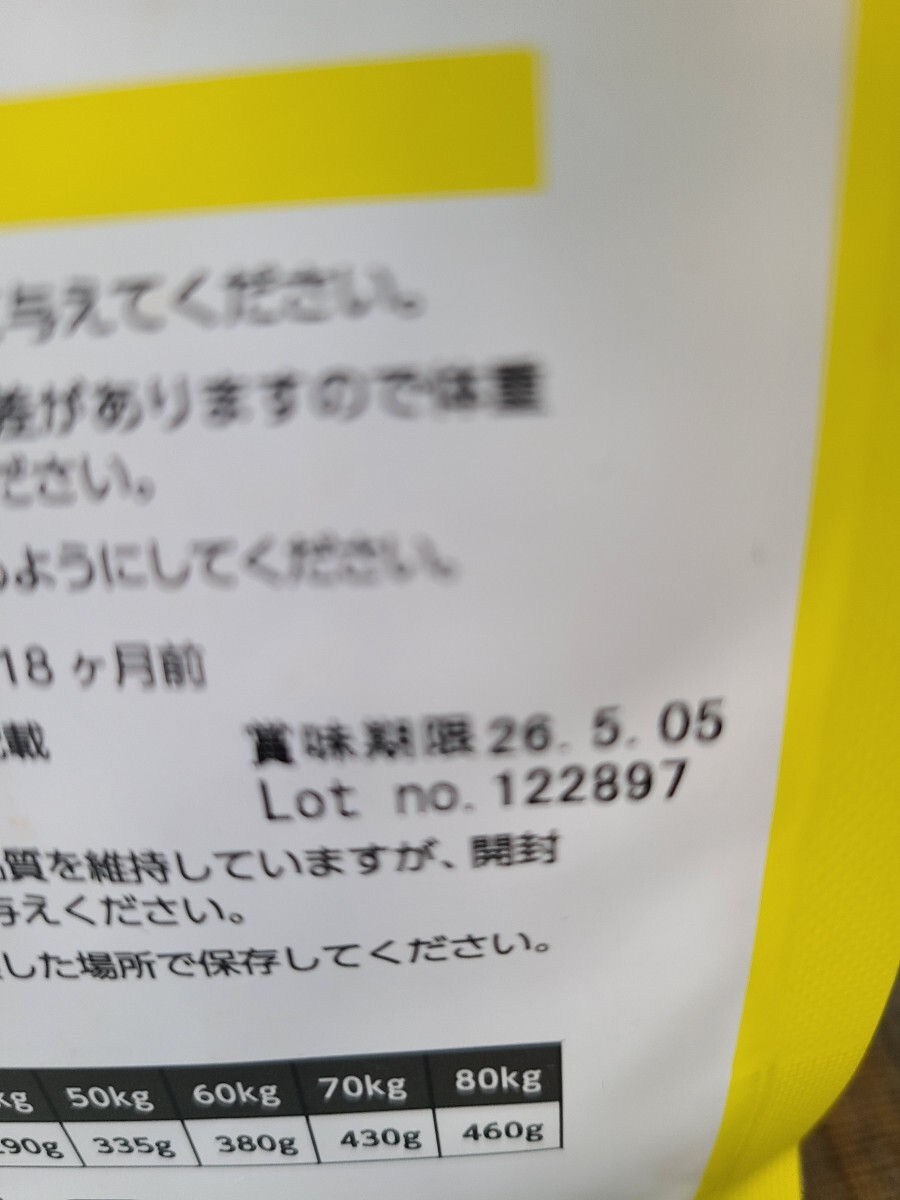 与えてください。
差がありますので体重
ださい。
ようにしてください。
18ヶ月前
記載
賞味期限 26. 5. 05
Lot no. 122897
品質を維持していますが、開封
与えください。
した場所で保存してください。
kg 50kg 60kg 70kg 80kg
290g 335g 380g 430g 460g